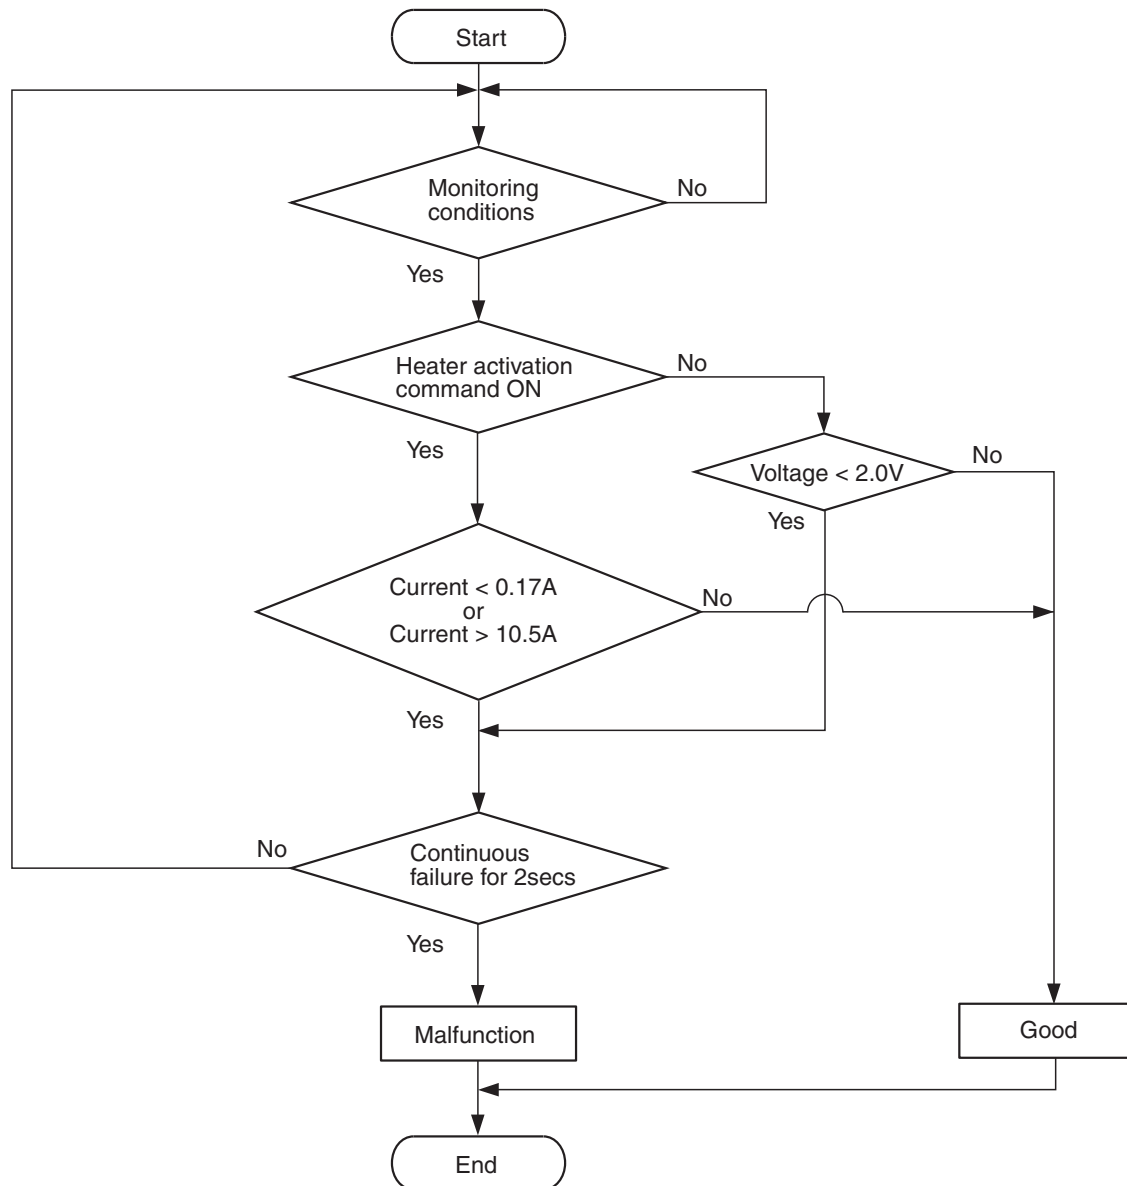 Start
Monitoring
conditions
No
Yes
Heater activation
command ON
No
Yes
Voltage < 2.0V
No
Yes
Current < 0.17A
or
Current > 10.5A
No
Yes
Continuous
failure for 2secs
No
Yes
Malfunction
Good
End